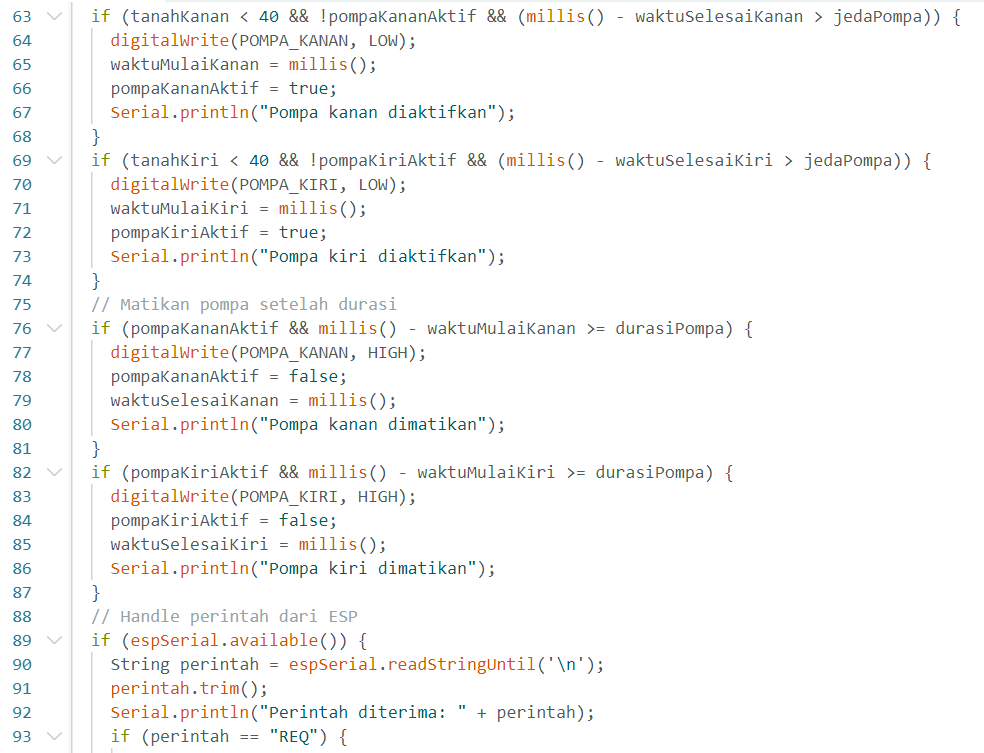 63 if (tanahKanan < 40 && !pompaKananAktif && (millis() - waktuSelesaiKanan > jedaPompa)) {
64 digitalWrite(POMPA_KANAN, LOW);
65 waktuMulaiKanan = millis();
66 pompaKananAktif = true;
67 Serial.println("Pompa kanan diaktifkan");
68 }
69 if (tanahKiri < 40 && !pompaKiriAktif && (millis() - waktuSelesaiKiri > jedaPompa)) {
70 digitalWrite(POMPA_KIRI, LOW);
71 waktuMulaiKiri = millis();
72 pompaKiriAktif = true;
73 Serial.println("Pompa kiri diaktifkan");
74 }
75 // Matikan pompa setelah durasi
76 if (pompaKananAktif && millis() - waktuMulaiKanan >= durasiPompa) {
77 digitalWrite(POMPA_KANAN, HIGH);
78 pompaKananAktif = false;
79 waktuSelesaiKanan = millis();
80 Serial.println("Pompa kanan dimatikan");
81 }
82 if (pompaKiriAktif && millis() - waktuMulaiKiri >= durasiPompa) {
83 digitalWrite(POMPA_KIRI, HIGH);
84 pompaKiriAktif = false;
85 waktuSelesaiKiri = millis();
86 Serial.println("Pompa kiri dimatikan");
87 }
88 // Handle perintah dari ESP
89 if (espSerial.available()) {
90 String perintah = espSerial.readStringUntil('\n');
91 perintah.trim();
92 Serial.println("Perintah diterima: " + perintah);
93 if (perintah == "REQ") {